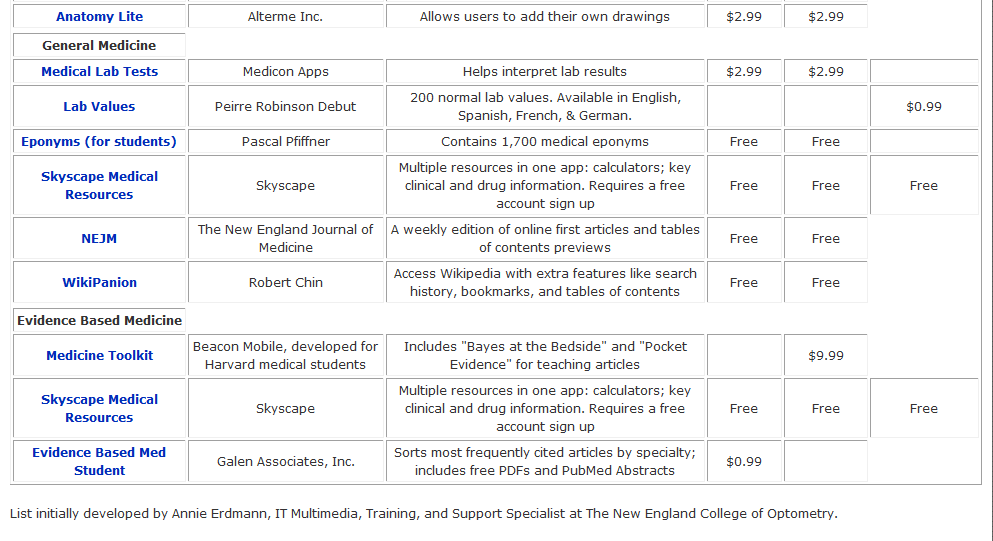 Anatomy Lite Alterme Inc. Allows users to add their own drawings $2.99 $2.99
General Medicine
Medical Lab Tests Medicon Apps Helps interpret lab results $2.99 $2.99
Lab Values Peirre Robinson Debut 200 normal lab values. Available in English,
Spanish, French, & German. $0.99
Eponyms (for students) Pascal Pfiffner Contains 1,700 medical eponyms Free Free
Skyscape Medical
Resources Skyscape Multiple resources in one app: calculators; key
clinical and drug information. Requires a free
account sign up Free Free Free
NEJM The New England Journal of
Medicine A weekly edition of online first articles and tables
of contents previews Free Free
WikiPanion Robert Chin Access Wikipedia with extra features like search
history, bookmarks, and tables of contents Free Free
Evidence Based Medicine
Medicine Toolkit Beacon Mobile, developed for
Harvard medical students Includes "Bayes at the Bedside" and "Pocket
Evidence" for teaching articles $9.99
Skyscape Medical
Resources Skyscape Multiple resources in one app: calculators; key
clinical and drug information. Requires a free
account sign up Free Free Free
Evidence Based Med
Student Galen Associates, Inc. Sorts most frequently cited articles by specialty;
includes free PDFs and PubMed Abstracts $0.99
List initially developed by Annie Erdmann, IT Multimedia, Training, and Support Specialist at The New England College of Optometry.